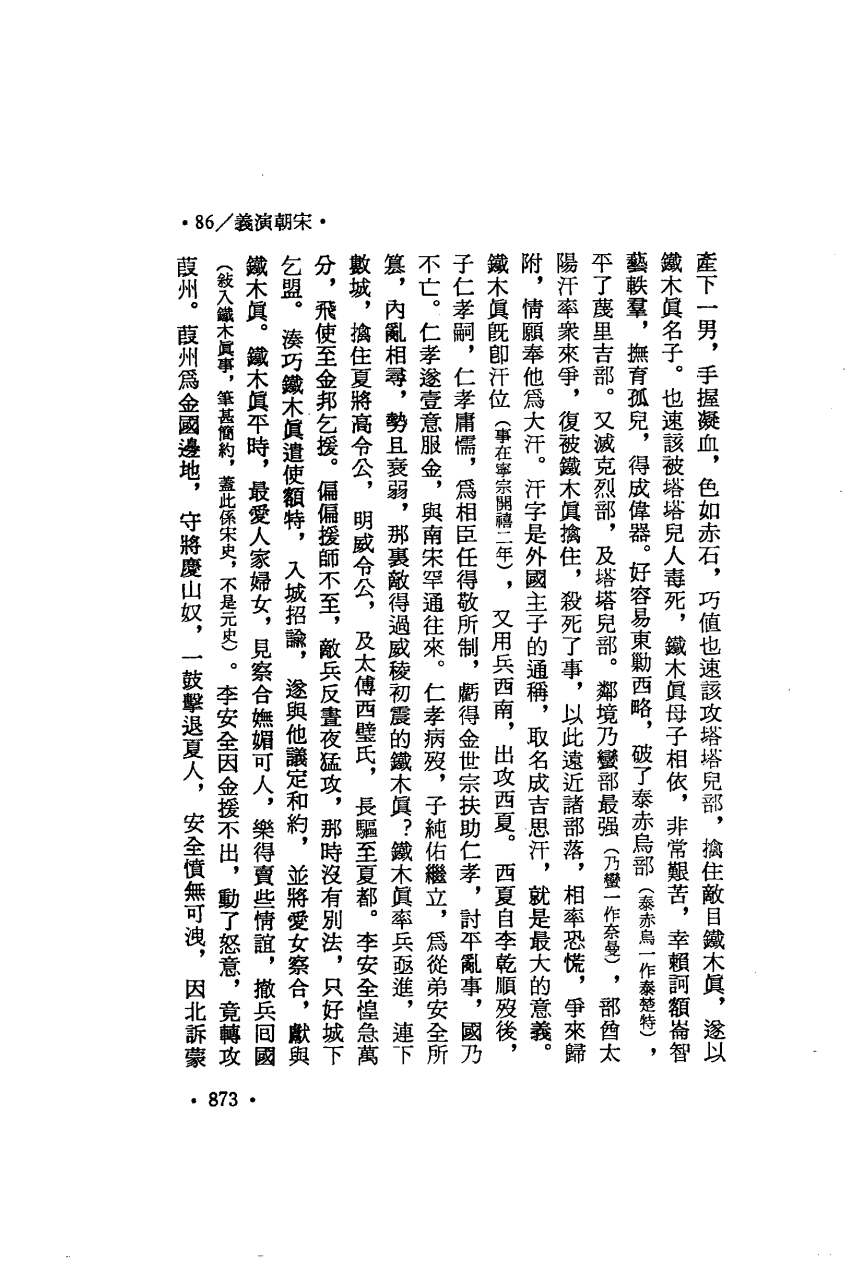 •86／義演朝宋•
產下一男，手握凝血，色如赤石，巧值也速該攻塔塔兒部，擒住敵目鐵木眞，遂以
鐵木眞名子。也速該被塔塔兒人毒死，鐵木眞母子相依，非常艱苦，幸賴訶額崙智
藝軼羣，撫育孤兒，得成偉器。好容易東勦西略，破了泰赤烏部（泰赤烏一作泰楚特），
平了蔑里吉部。又滅克烈部，及塔塔兒部。鄰境乃蠻部最强（乃蠻一作奈曼），部酋太
陽汗率衆來爭，復被鐵木眞擒住，殺死了事，以此遠近諸部落，相率恐慌，爭來歸
附，情願奉他爲大汗。汗字是外國主子的通稱，取名成吉思汗，就是最大的意義。
鐵木眞旣卽汗位（事在寧宗開禧二年），又用兵西南，出攻西夏。西夏自李乾順歿後，
子仁孝嗣，仁孝庸懦，爲相臣任得敬所制，虧得金世宗扶助仁孝，討平亂事，國乃
不亡。仁孝遂壹意服金，與南宋罕通往來。仁孝病歿，子純佑繼立，爲從弟安全所
篡，內亂相尋，勢且衰弱，那裏敵得過威稜初震的鐵木眞？鐵木眞率兵亟進，連下
數城，擒住夏將高令公，明威令公，及太傅西璧氏，長驅至夏都。李安全惶急萬
分，飛使至金邦乞援。偏偏援師不至，敵兵反晝夜猛攻，那時沒有別法，只好城下
乞盟。湊巧鐵木眞遣使額特，入城招諭，遂與他議定和約，並將愛女察合，獻與
鐵木眞。鐵木眞平時，最愛人家婦女，見察合嫵媚可人，樂得賣些情誼，撤兵囘國
（敍入鐵木眞事，筆甚簡約，蓋此係宋史，不是元史）。李安全因金援不出，動了怒意，竟轉攻
葭州。葭州爲金國邊地，守將慶山奴，一鼓擊退夏人，安全憤無可洩，因北訴蒙
•873•